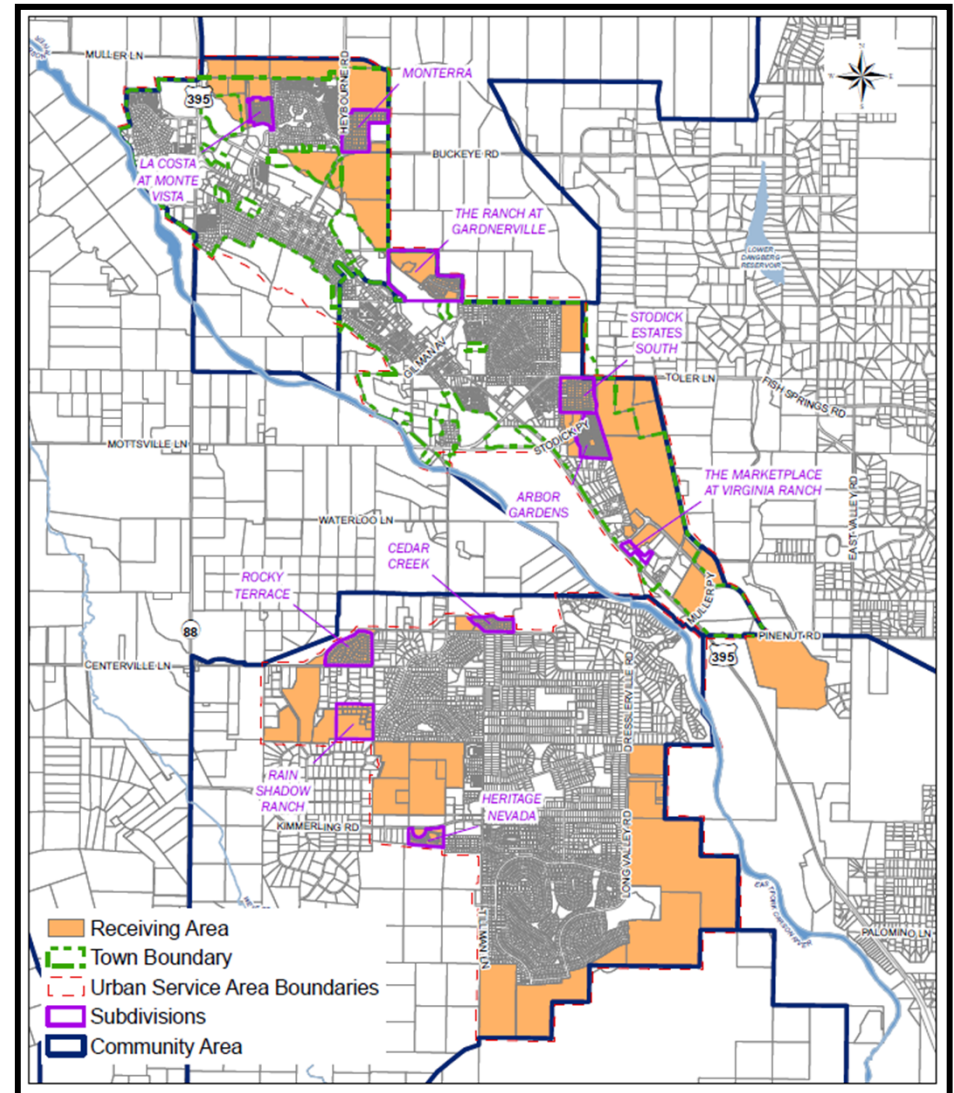 MULLER LN
HEYBOURNE RD
MONTERRA
395
N
W
E
S
LA COSTA
AT MONTE
VISTA
BUCKEYE RD
THE RANCH AT
GARDNERVILLE
LOWER
DANGBERG
RESERVOIR
STODICK
ESTATES
SOUTH
GILMAN AV
TOLER LN
FISH SPRINGS RD
MOTTSVILLE LN
STODICK PY
THE MARKETPLACE
AT VIRGINIA RANCH
ARBOR
GARDENS
EAST VALLEY RD
WATERLOO LN
CEDAR
CREEK
ROCKY
TERRACE
MULLER PY
88
PINENUT RD
395
CENTERVILLE LN
DRESSLERVILLE RD
RAIN
SHADOW
RANCH
HERITAGE
NEVADA
KIMMERLING RD
LONG VALLEY RD
TILLMAN LN
PALOMINO LN
Receiving Area
Town Boundary
Urban Service Area Boundaries
Subdivisions
Community Area